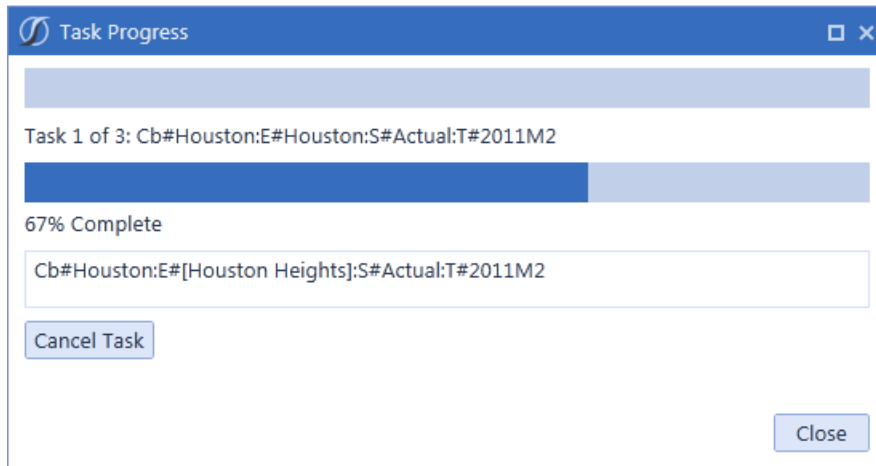 Task Progress
Task 1 of 3: Cb#Houston:E#Houston:S#Actual:T#2011M2
67% Complete
Cb#Houston:E#[Houston Heights]:S#Actual:T#2011M2
Cancel Task
Close